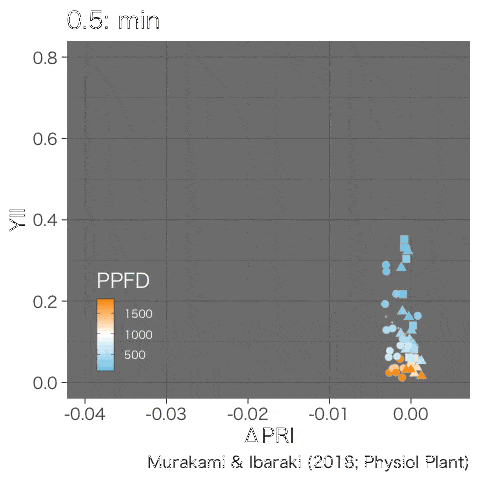 0.5: min
0.8
0.6
0.4
0.2
0.0
YII
PPFD
1500
1000
500
-0.04 -0.03 -0.02 -0.01 0.00
ΔPRI
Murakami & Ibaraki (2018; Physiol Plant)